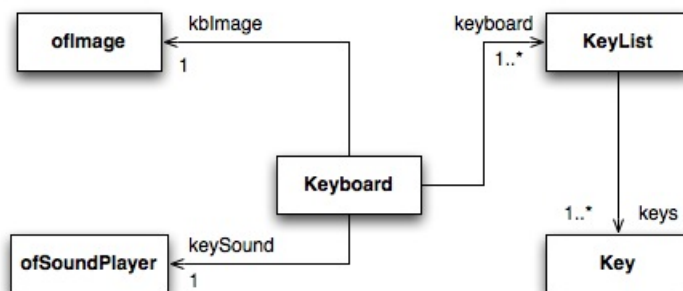 kbImage
keyboard
ofImage
KeyList
1
1..*
Keyboard
1..*
keys
keySound
ofSoundPlayer
Key
1